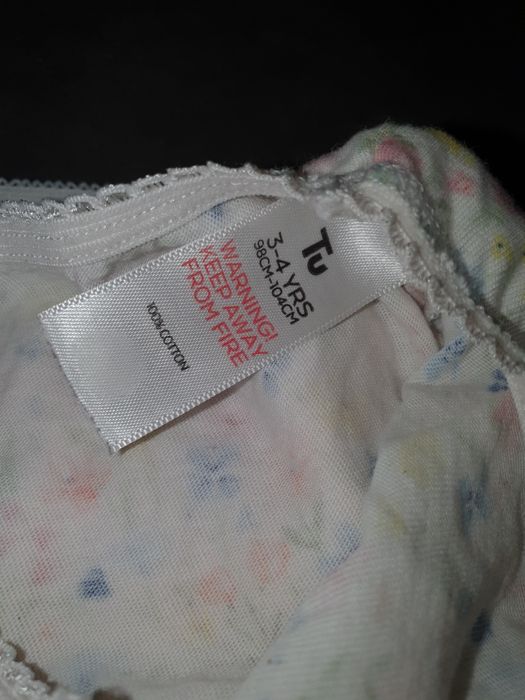 Tu
3-4 YRS
98CM-104CM
WARNING!
KEEP AWAY
FROM FIRE
100% COTTON